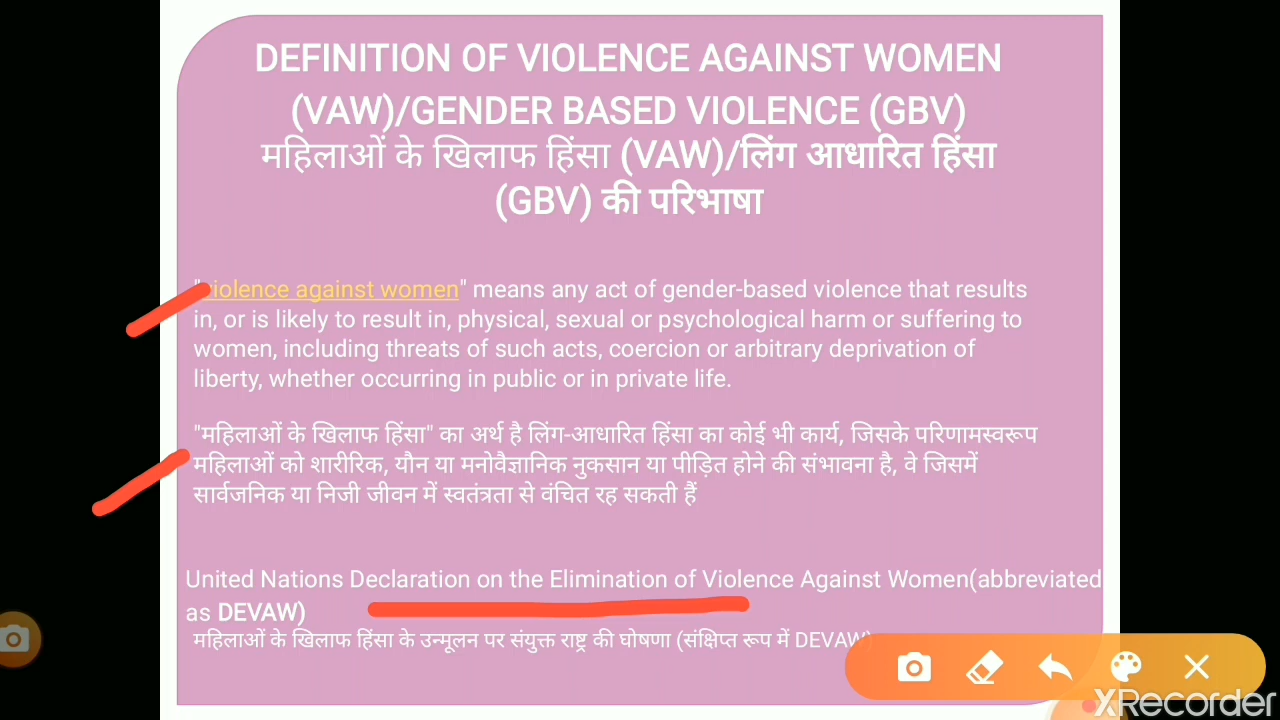 DEFINITION OF VIOLENCE AGAINST WOMEN
(VAW)/GENDER BASED VIOLENCE (GBV)
महिलाओं के खिलाफ हिंसा (VAW)/लिंग आधारित हिंसा
(GBV) की परिभाषा
"violence against women" means any act of gender-based violence that results
in, or is likely to result in, physical, sexual or psychological harm or suffering to
women, including threats of such acts, coercion or arbitrary deprivation of
liberty, whether occurring in public or in private life.
"महिलाओं के खिलाफ हिंसा" का अर्थ है लिंग-आधारित हिंसा का कोई भी कार्य, जिसके परिणामस्वरूप
महिलाओं को शारीरिक, यौन या मनोवैज्ञानिक नुकसान या पीड़ित होने की संभावना है, वे जिसमें
सार्वजनिक या निजी जीवन में स्वतंत्रता से वंचित रह सकती हैं
United Nations Declaration on the Elimination of Violence Against Women(abbreviated
as DEVAW)
महिलाओं के खिलाफ हिंसा के उन्मूलन पर संयुक्त राष्ट्र की घोषणा (संक्षिप्त रूप में DEVAW)
XRecorder